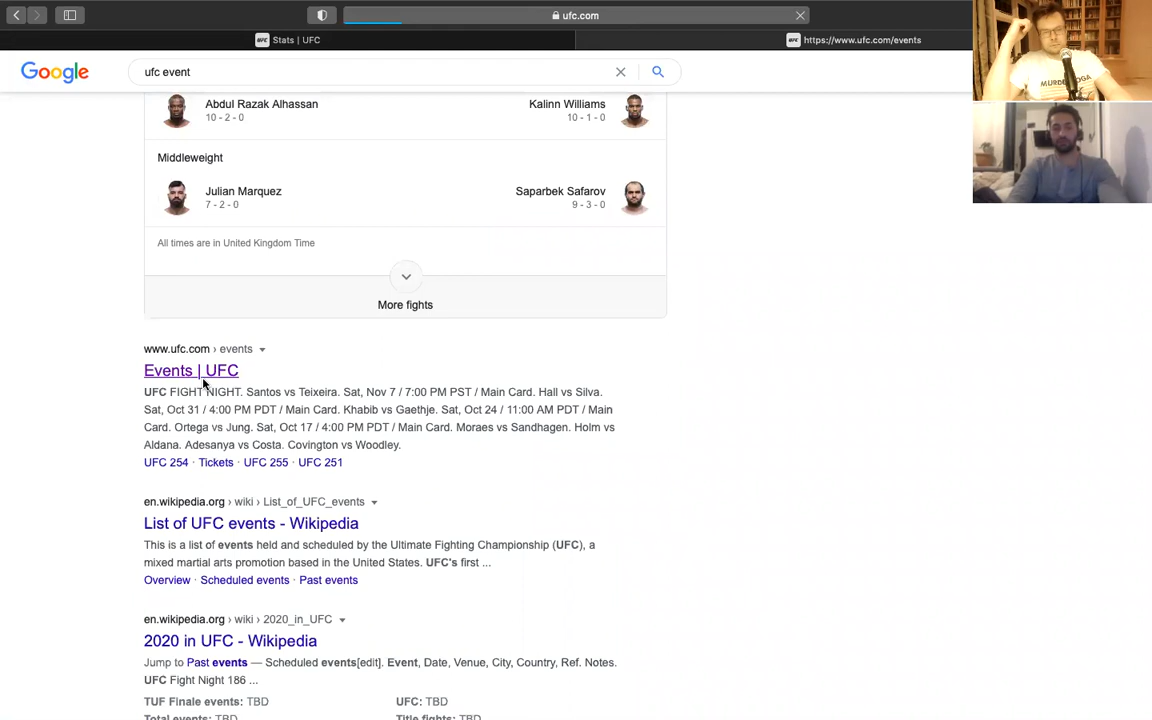 ufc.com
Stats | UFC
https://www.ufc.com/events
Google
ufc event
Abdul Razak Alhassan
10 - 2 - 0
Kalinn Williams
10 - 1 - 0
Middleweight
Julian Marquez
7 - 2 - 0
Saparbek Safarov
9 - 3 - 0
All times are in United Kingdom Time
More fights
www.ufc.com › events
Events | UFC
UFC FIGHT NIGHT. Santos vs Teixeira. Sat, Nov 7 / 7:00 PM PST / Main Card. Hall vs Silva.
Sat, Oct 31 / 4:00 PM PDT / Main Card. Khabib vs Gaethje. Sat, Oct 24 / 11:00 AM PDT / Main
Card. Ortega vs Jung. Sat, Oct 17 / 4:00 PM PDT / Main Card. Moraes vs Sandhagen. Holm vs
Aldana. Adesanya vs Costa. Covington vs Woodley.
UFC 254 · Tickets · UFC 255 · UFC 251
en.wikipedia.org › wiki › List_of_UFC_events
List of UFC events - Wikipedia
This is a list of events held and scheduled by the Ultimate Fighting Championship (UFC), a
mixed martial arts promotion based in the United States. UFC's first ...
Overview · Scheduled events · Past events
en.wikipedia.org › wiki › 2020_in_UFC
2020 in UFC - Wikipedia
Jump to Past events — Scheduled events[edit]. Event, Date, Venue, City, Country, Ref. Notes.
UFC Fight Night 186 ...
TUF Finale events: TBD
UFC: TBD
Total events: TBD
Title fights: TBD